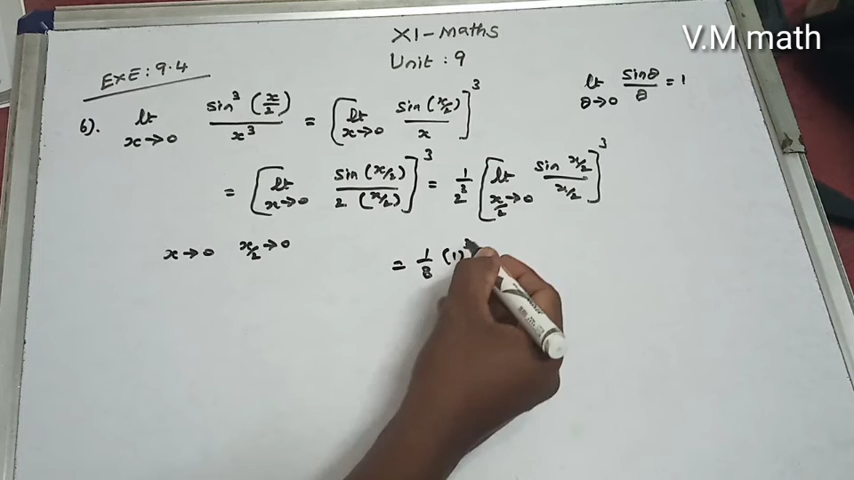 XI-Maths
V.M math
Unit : 9
EXE: 9.4
6). lt x→0 sin³(x/2)/x³ = [lt x→0 sin(x/2)/x]³
lt θ→0 sinθ/θ = 1
= [lt x→0 sin(x/2)/2(x/2)]³ = 1/2³ [lt x/2→0 sin x/2/x/2]³
x→0 x/2→0
= 1/8 (1)³